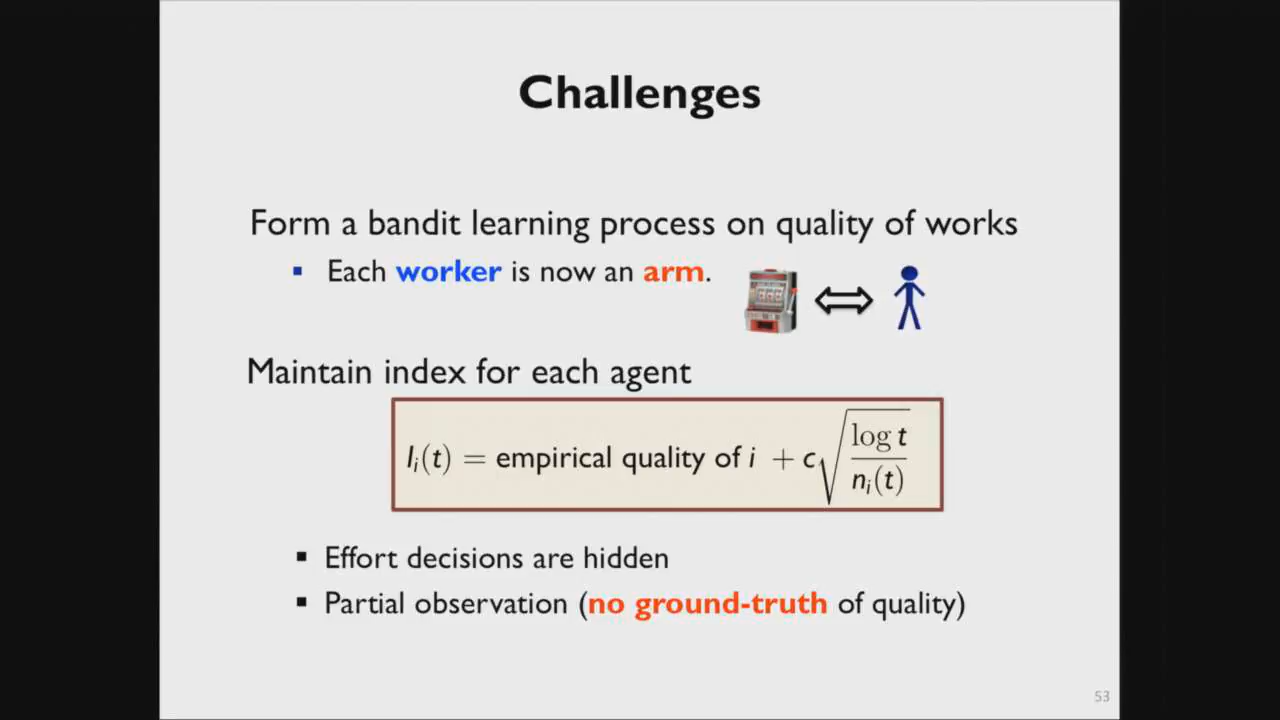 Challenges
Form a bandit learning process on quality of works
▪ Each worker is now an arm.
Maintain index for each agent
I_i(t) = empirical quality of i + c√(log t / n_i(t))
▪ Effort decisions are hidden
▪ Partial observation (no ground-truth of quality)
53